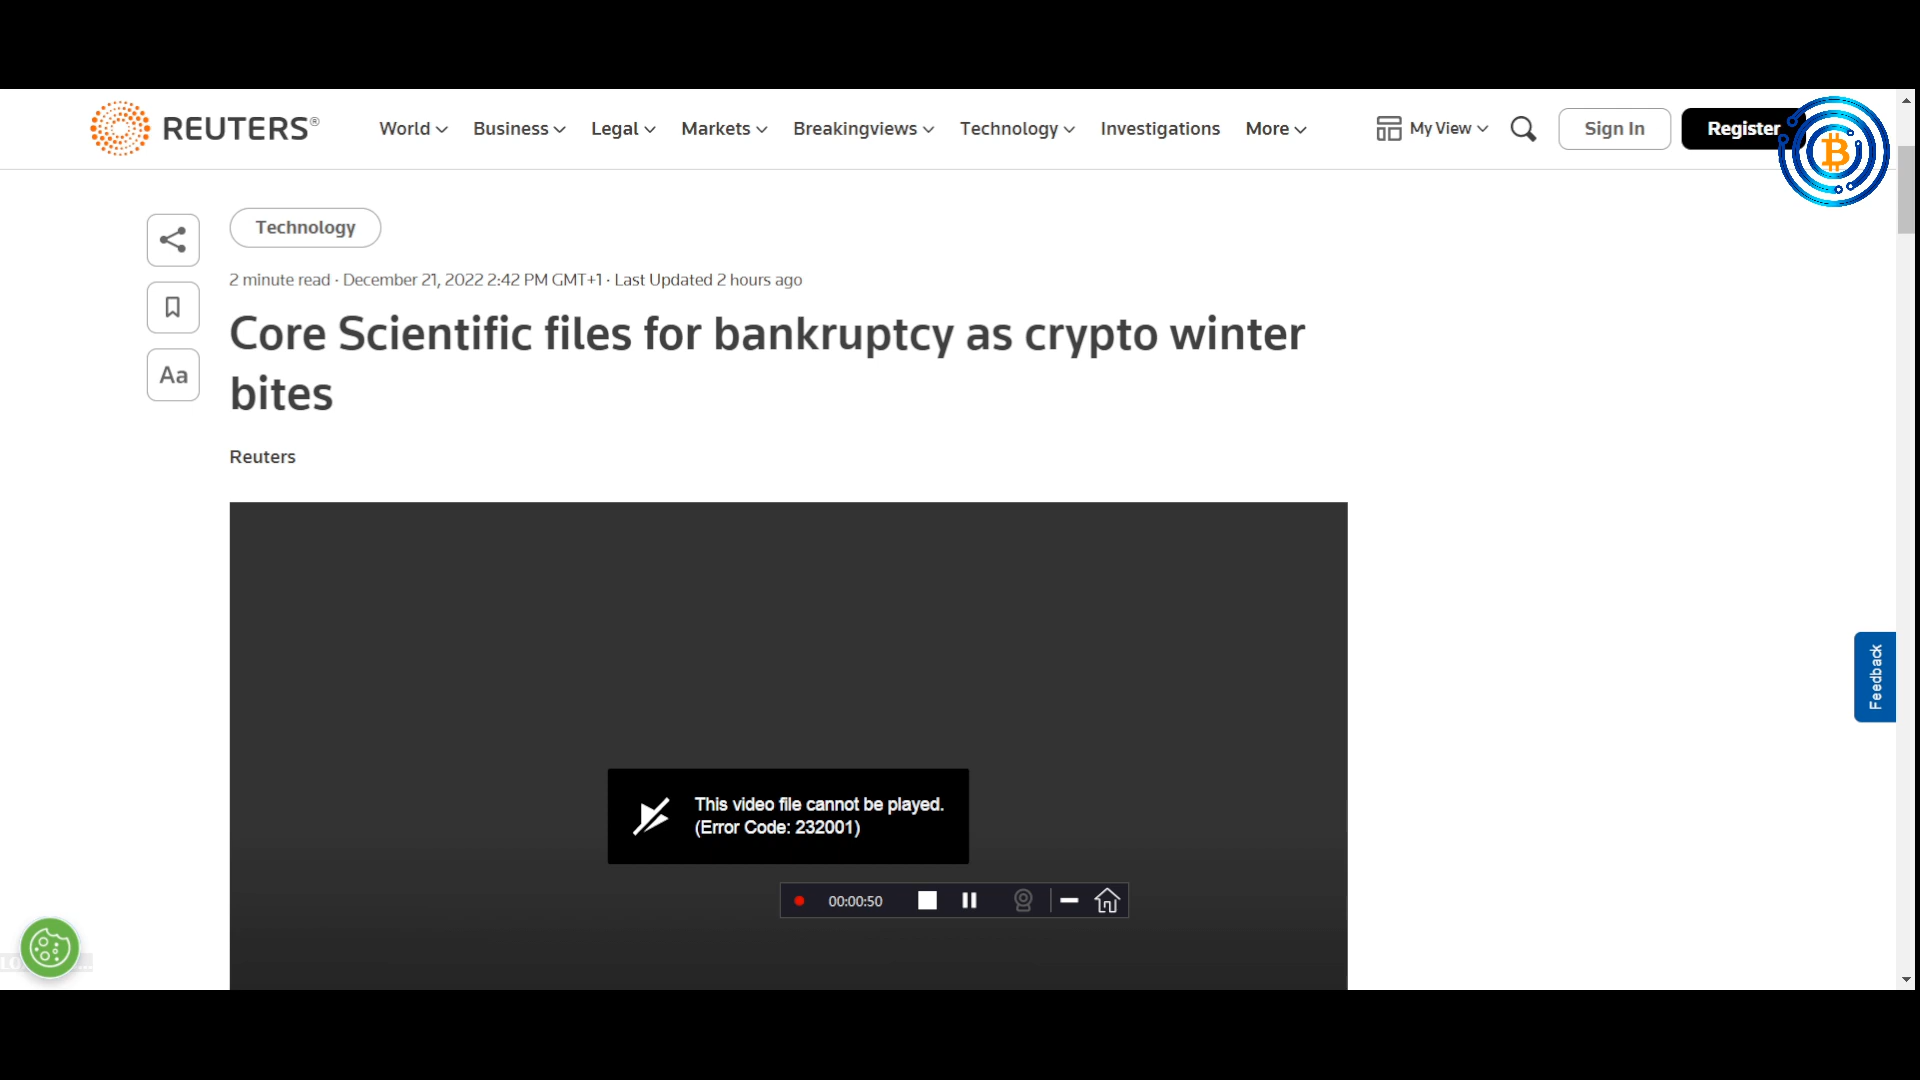 REUTERS®
World
Business
Legal
Markets
Breakingviews
Technology
Investigations
More
My View
Sign In
Register
Technology
2 minute read · December 21, 2022 2:42 PM GMT+1 · Last Updated 2 hours ago
Core Scientific files for bankruptcy as crypto winter
bites
Aa
Reuters
Feedback
This video file cannot be played.
(Error Code: 232001)
00:00:50